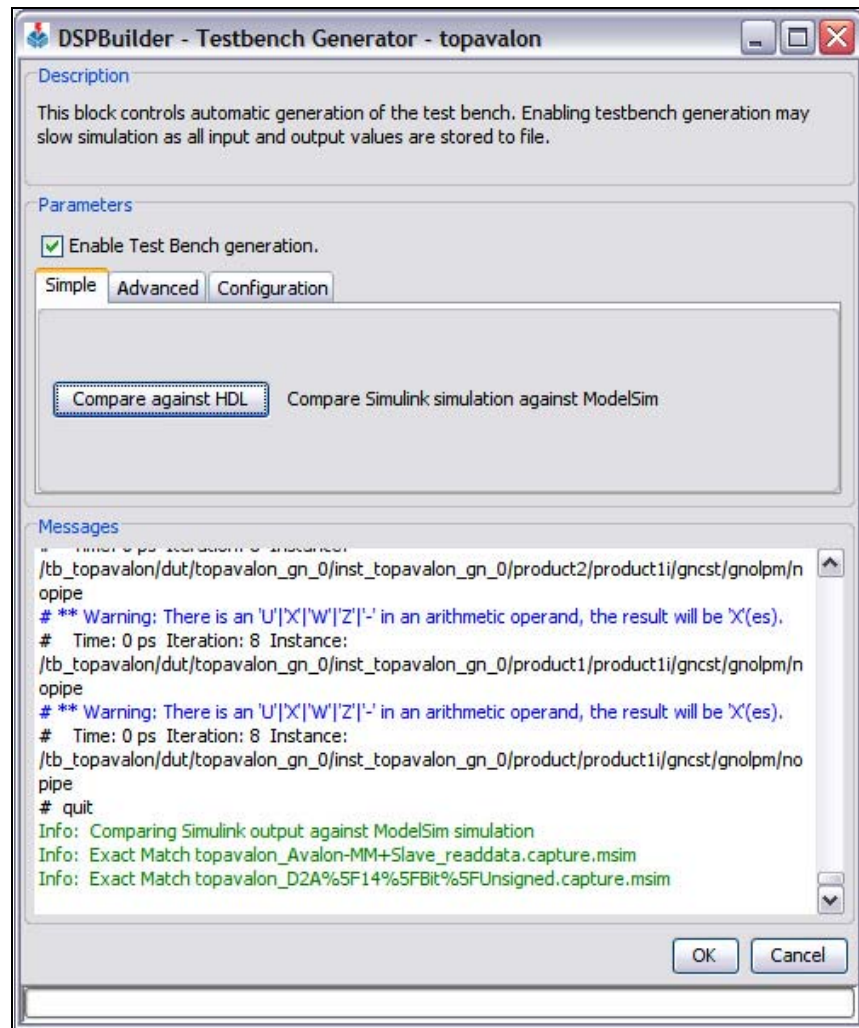 DSPBuilder - Testbench Generator - topavalon
Description
This block controls automatic generation of the test bench. Enabling testbench generation may
slow simulation as all input and output values are stored to file.
Parameters
Enable Test Bench generation.
Simple Advanced Configuration
Compare against HDL Compare Simulink simulation against ModelSim
Messages
# Time: 0 ps Iteration: 8 Instance:
/tb_topavalon/dut/topavalon_gn_0/inst_topavalon_gn_0/product2/product1i/gncst/gnolpm/n
opipe
# ** Warning: There is an 'U'|'X'|'W'|'Z'|'-' in an arithmetic operand, the result will be 'X'(es).
# Time: 0 ps Iteration: 8 Instance:
/tb_topavalon/dut/topavalon_gn_0/inst_topavalon_gn_0/product1/product1i/gncst/gnolpm/n
opipe
# ** Warning: There is an 'U'|'X'|'W'|'Z'|'-' in an arithmetic operand, the result will be 'X'(es).
# Time: 0 ps Iteration: 8 Instance:
/tb_topavalon/dut/topavalon_gn_0/inst_topavalon_gn_0/product/product1i/gncst/gnolpm/no
pipe
# quit
Info: Comparing Simulink output against ModelSim simulation
Info: Exact Match topavalon_Avalon-MM+Slave_readdata.capture.msim
Info: Exact Match topavalon_D2A%5F14%5FBit%5FUnsigned.capture.msim
OK Cancel